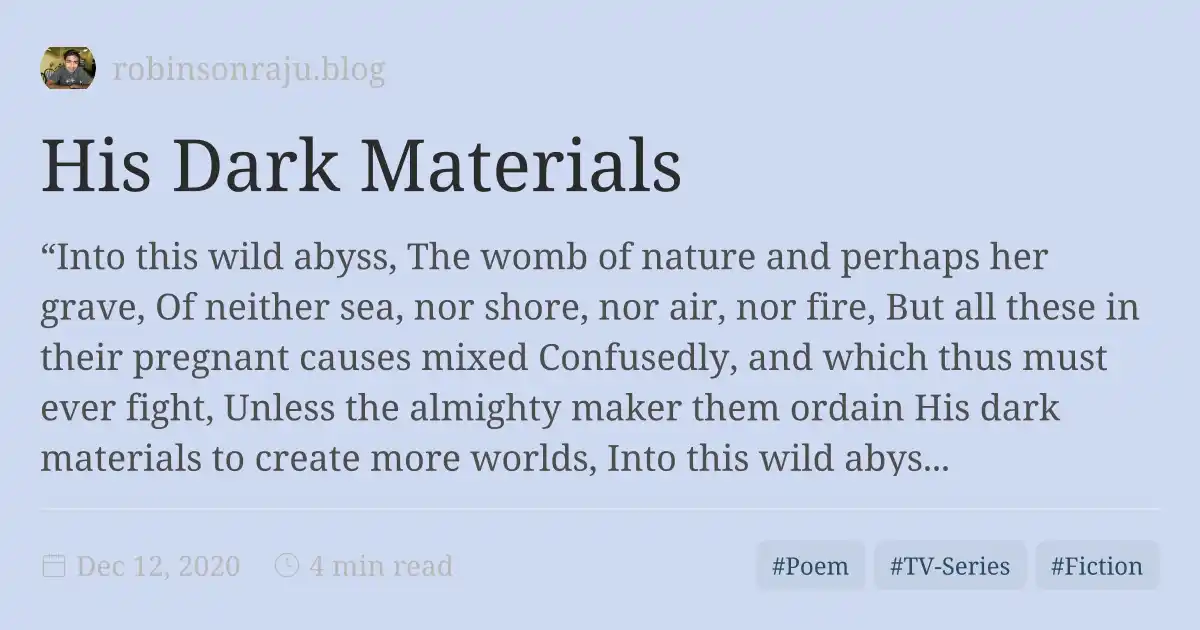 robinsonraju.blog
His Dark Materials
“Into this wild abyss, The womb of nature and perhaps her
grave, Of neither sea, nor shore, nor air, nor fire, But all these in
their pregnant causes mixed Confusedly, and which thus must
ever fight, Unless the almighty maker them ordain His dark
materials to create more worlds, Into this wild abys...
Dec 12, 2020 4 min read #Poem #TV-Series #Fiction